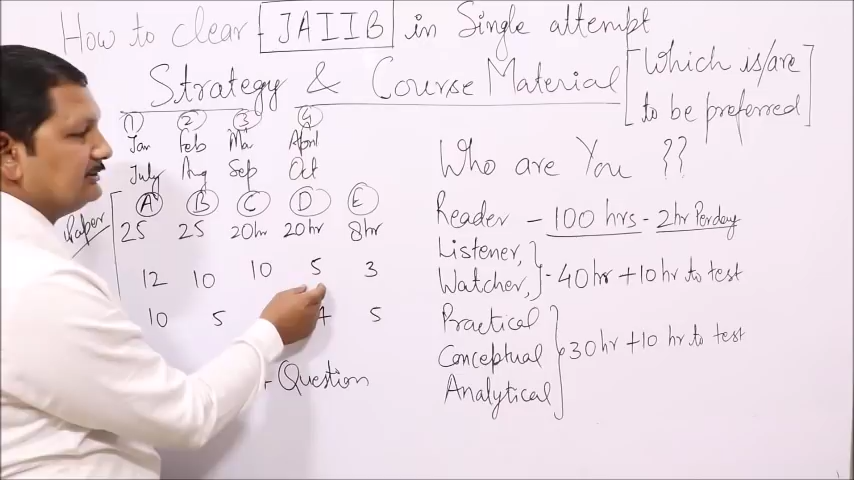 How to clear - JAIIB in Single attempt
Strategy & Course Material [Which is/are to be preferred]
1 2 3 4
Jan Feb Mar April
July Aug Sep Oct
Paper A B C D E
25 25 20hr 20hr 8hr
12 10 10 5 3
10 5 4 5
- Question
Who are You ??
Reader - 100 hrs - 2hr Perday
Listener,
Watcher, } - 40hr + 10hr to test
Practical
Conceptual } 30hr + 10 hr to test
Analytical